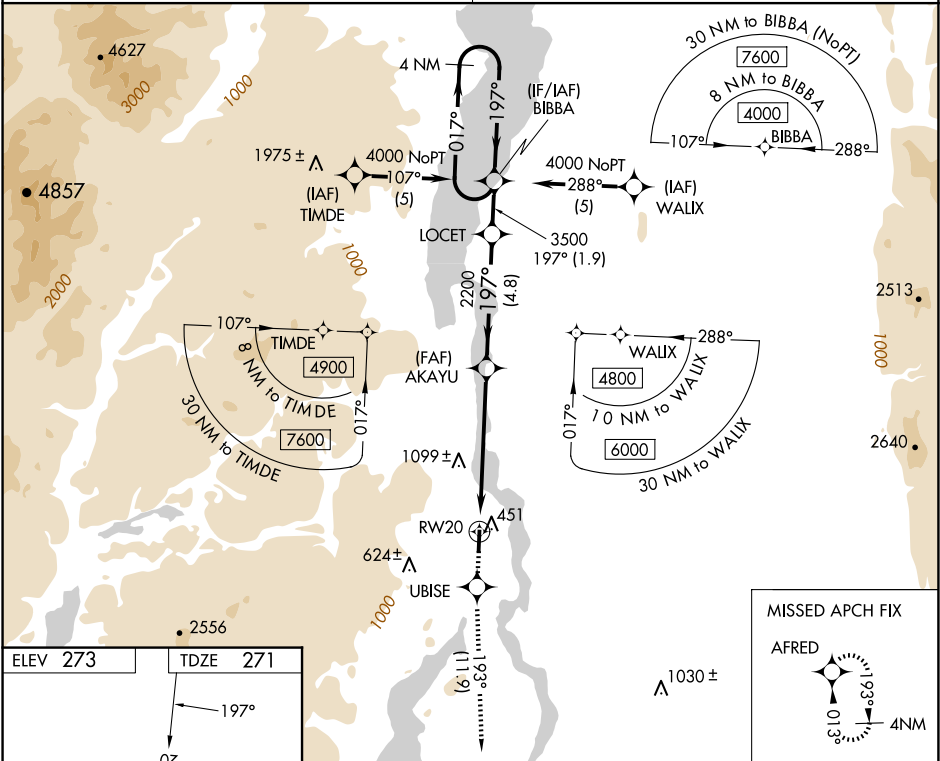 4627
3000
1000
4 NM
017°
197°
(IF/IAF)
BIBBA
30 NM to BIBBA (NoPT)
7600
8 NM to BIBBA
4000
107°
BIBBA
288°
1975 ±
4000 NoPT
107°
(5)
(IAF)
TIMDE
4000 NoPT
288°
(5)
(IAF)
WALIX
4857
2000
1000
LOCET
3500
197° (1.9)
2200
197°
(4.8)
2513
1000
107°
TIMDE
4900
8 NM to TIMDE
017°
7600
30 NM to TIMDE
(FAF)
AKAYU
WALIX
288°
4800
10 NM to WALIX
017°
6000
30 NM to WALIX
2640
1099 ±
RW20
451
624 ±
UBISE
1000
2556
193°
(11.9)
1030 ±
MISSED APCH FIX
AFRED
193°
013°
4NM
ELEV 273
TDZE 271
197°